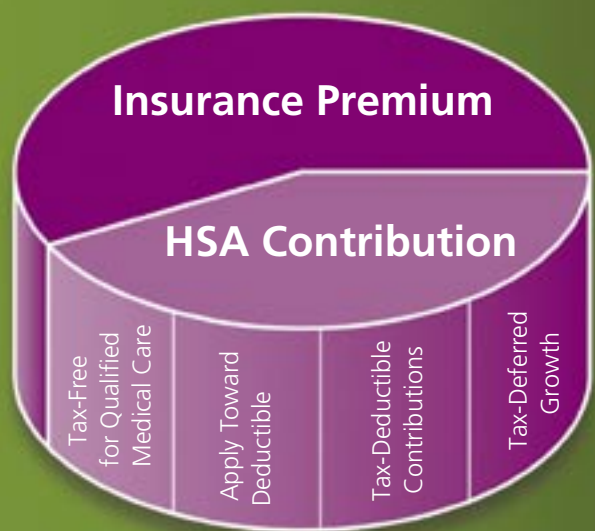 Insurance Premium
HSA Contribution
Tax-Free
for Qualified
Medical Care
Apply Toward
Deductible
Tax-Deductible
Contributions
Tax-Deferred
Growth